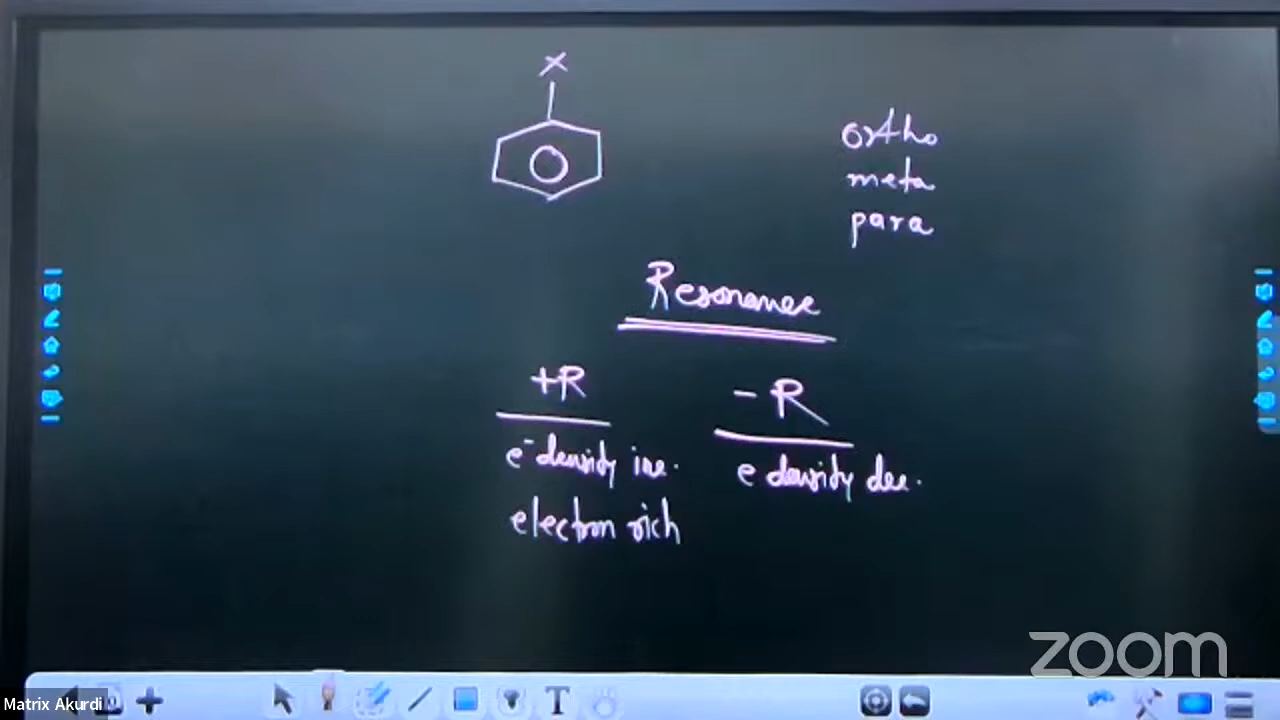 X
ortho
meta
para
Resonance
+R
- R
e⁻ density inc.
e density dec.
electron rich
zoom
T
Matrix Akurdi